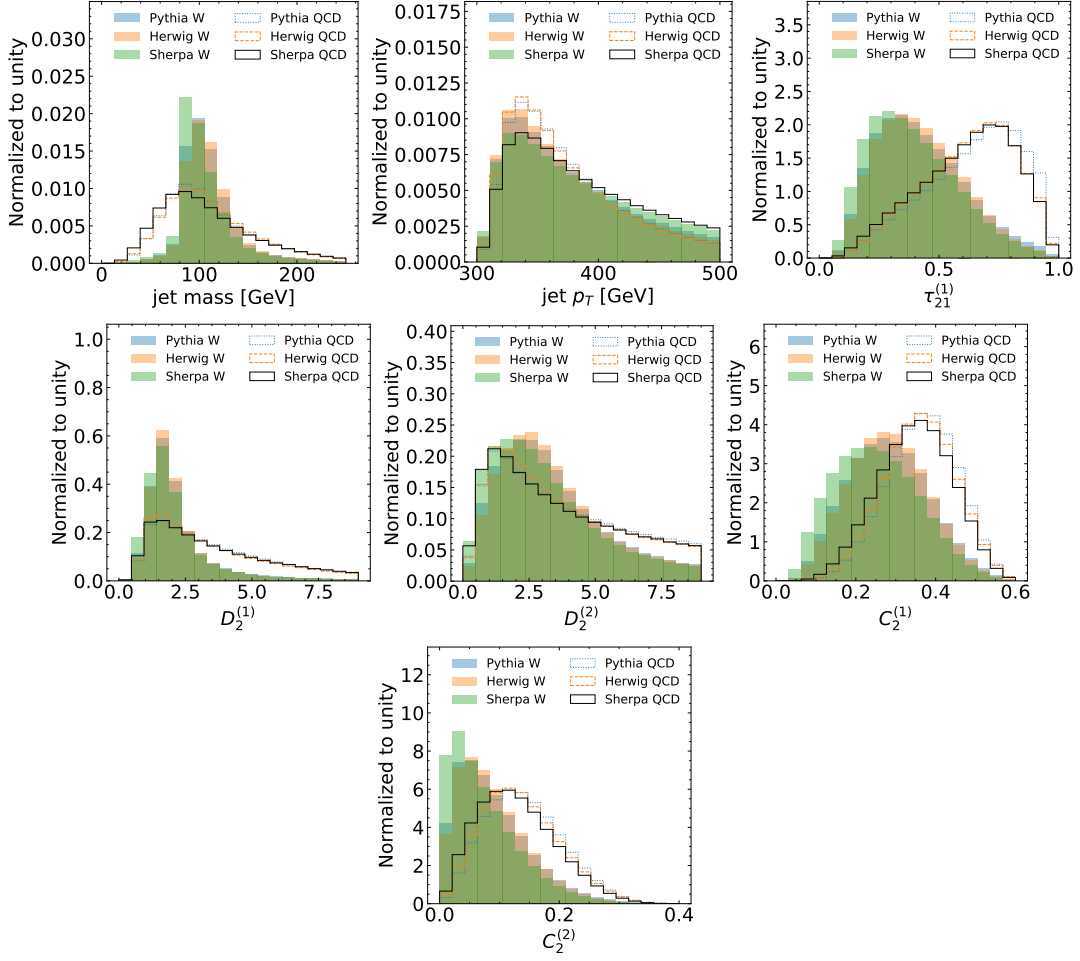 Normalized to unity
0.035
0.030
0.025
0.020
0.015
0.010
0.005
0.000
Pythia W
Herwig W
Sherpa W
Pythia QCD
Herwig QCD
Sherpa QCD
0
100
200
jet mass [GeV]
Normalized to unity
0.0175
0.0150
0.0125
0.0100
0.0075
0.0050
0.0025
0.0000
Pythia W
Herwig W
Sherpa W
Pythia QCD
Herwig QCD
Sherpa QCD
300
400
500
jet p_T [GeV]
Normalized to unity
3.5
3.0
2.5
2.0
1.5
1.0
0.5
0.0
Pythia W
Herwig W
Sherpa W
Pythia QCD
Herwig QCD
Sherpa QCD
0.0
0.5
1.0
τ_{21}^{(1)}
Normalized to unity
1.0
0.8
0.6
0.4
0.2
0.0
Pythia W
Herwig W
Sherpa W
Pythia QCD
Herwig QCD
Sherpa QCD
0.0
2.5
5.0
7.5
D_2^{(1)}
Normalized to unity
0.40
0.35
0.30
0.25
0.20
0.15
0.10
0.05
0.00
Pythia W
Herwig W
Sherpa W
Pythia QCD
Herwig QCD
Sherpa QCD
0.0
2.5
5.0
7.5
D_2^{(2)}
Normalized to unity
6
5
4
3
2
1
0
Pythia W
Herwig W
Sherpa W
Pythia QCD
Herwig QCD
Sherpa QCD
0.0
0.2
0.4
0.6
C_2^{(1)}
Normalized to unity
12
10
8
6
4
2
0
Pythia W
Herwig W
Sherpa W
Pythia QCD
Herwig QCD
Sherpa QCD
0.0
0.2
0.4
C_2^{(2)}